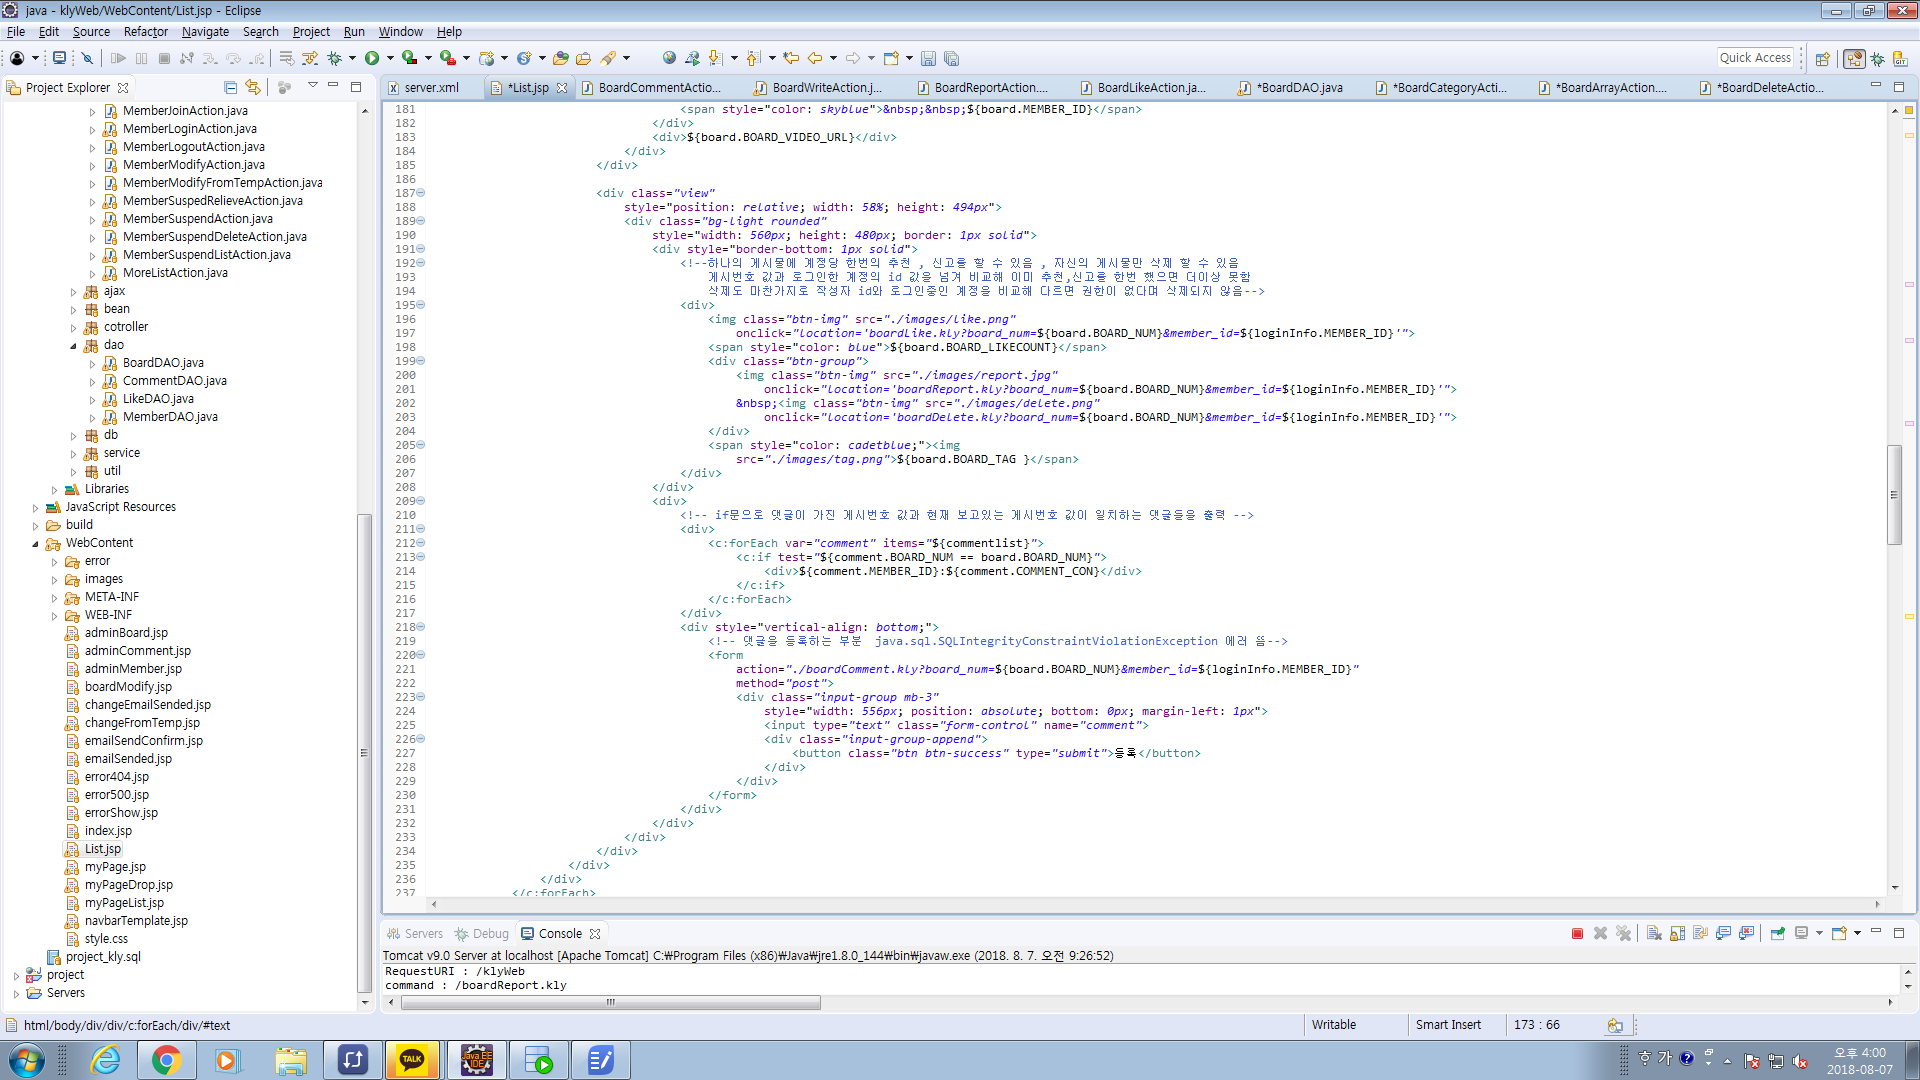 java - klyWeb/WebContent/List.jsp - Eclipse
File Edit Source Refactor Navigate Search Project Run Window Help
Quick Access
Project Explorer
server.xml *List.jsp BoardCommentActio... BoardWriteAction.j... BoardReportAction.... BoardLikeAction.ja... *BoardDAO.java *BoardCategoryActi... *BoardArrayAction.... *BoardDeleteActio...
MemberJoinAction.java
MemberLoginAction.java
MemberLogoutAction.java
MemberModifyAction.java
MemberModifyFromTempAction.java
MemberSuspedRelieveAction.java
MemberSuspendAction.java
MemberSuspendDeleteAction.java
MemberSuspendListAction.java
MoreListAction.java
ajax
bean
cotroller
dao
BoardDAO.java
CommentDAO.java
LikeDAO.java
MemberDAO.java
db
service
util
Libraries
JavaScript Resources
build
WebContent
error
images
META-INF
WEB-INF
adminBoard.jsp
adminComment.jsp
adminMember.jsp
boardModify.jsp
changeEmailSended.jsp
changeFromTemp.jsp
emailSendConfirm.jsp
emailSended.jsp
error404.jsp
error500.jsp
errorShow.jsp
index.jsp
List.jsp
myPage.jsp
myPageDrop.jsp
myPageList.jsp
navbarTemplate.jsp
style.css
project_kly.sql
project
Servers
181 <span style="color: skyblue">&nbsp;&nbsp;${board.MEMBER_ID}</span>
182 </div>
183 <div>${board.BOARD_VIDEO_URL}</div>
184 </div>
185 </div>
186
187 <div class="view"
188 style="position: relative; width: 58%; height: 494px">
189 <div class="bg-light rounded"
190 style="width: 560px; height: 480px; border: 1px solid">
191 <div style="border-bottom: 1px solid">
192 <!--하나의 게시물에 계정당 한번의 추천 , 신고를 할 수 있음 , 자신의 게시물만 삭제 할 수 있음
193 게시번호 값과 로그인한 계정의 id 값을 넘겨 비교해 이미 추천,신고를 한번 했으면 더이상 못함
194 삭제도 마찬가지로 작성자 id와 로그인중인 계정을 비교해 다르면 권한이 없다며 삭제되지 않음-->
195 <div>
196 <img class="btn-img" src="./images/like.png"
197 onclick="location='boardLike.kly?board_num=${board.BOARD_NUM}&member_id=${loginInfo.MEMBER_ID}'">
198 <span style="color: blue">${board.BOARD_LIKECOUNT}</span>
199 <div class="btn-group">
200 <img class="btn-img" src="./images/report.jpg"
201 onclick="location='boardReport.kly?board_num=${board.BOARD_NUM}&member_id=${loginInfo.MEMBER_ID}'">
202 &nbsp;<img class="btn-img" src="./images/delete.png"
203 onclick="location='boardDelete.kly?board_num=${board.BOARD_NUM}&member_id=${loginInfo.MEMBER_ID}'">
204 </div>
205 <span style="color: cadetblue;"><img
206 src="./images/tag.png">${board.BOARD_TAG }</span>
207 </div>
208 </div>
209 <div>
210 <!-- if문으로 댓글이 가진 게시번호 값과 현재 보고있는 게시번호 값이 일치하는 댓글들을 출력 -->
211 <div>
212 <c:forEach var="comment" items="${commentlist}">
213 <c:if test="${comment.BOARD_NUM == board.BOARD_NUM}">
214 <div>${comment.MEMBER_ID}:${comment.COMMENT_CON}</div>
215 </c:if>
216 </c:forEach>
217 </div>
218 <div style="vertical-align: bottom;">
219 <!-- 댓글을 등록하는 부분 java.sql.SQLIntegrityConstraintViolationException 에러 뜸-->
220 <form
221 action="./boardComment.kly?board_num=${board.BOARD_NUM}&member_id=${loginInfo.MEMBER_ID}"
222 method="post">
223 <div class="input-group mb-3"
224 style="width: 556px; position: absolute; bottom: 0px; margin-left: 1px">
225 <input type="text" class="form-control" name="comment">
226 <div class="input-group-append">
227 <button class="btn btn-success" type="submit">등록</button>
228 </div>
229 </div>
230 </form>
231 </div>
232 </div>
233 </div>
234 </div>
235 </div>
236 </div>
237 </c:forEach>
Servers Debug Console
Tomcat v9.0 Server at localhost [Apache Tomcat] C:₩Program Files (x86)₩Java₩jre1.8.0_144₩bin₩javaw.exe (2018. 8. 7. 오전 9:26:52)
RequestURI : /klyWeb
command : /boardReport.kly
html/body/div/div/c:forEach/div/#text
Writable Smart Insert 173 : 66
TALK
Java EE IDE
가
오후 4:00
2018-08-07